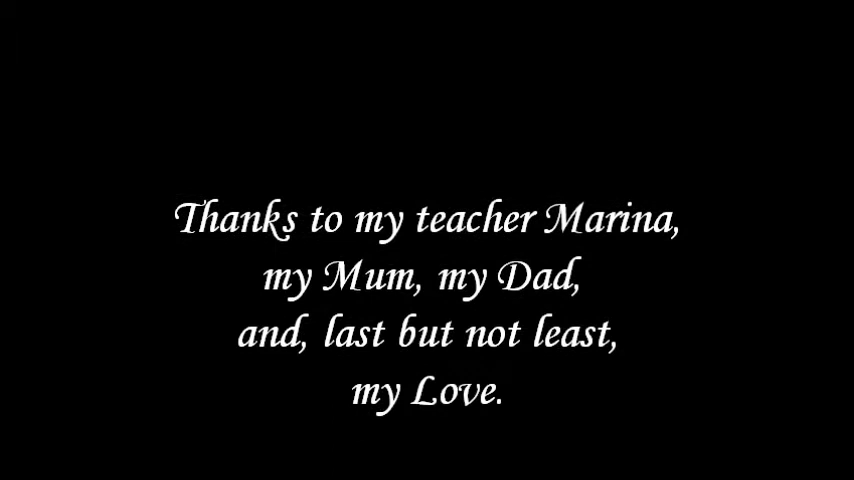 Thanks to my teacher Marina,
my Mum, my Dad,
and, last but not least,
my Love.